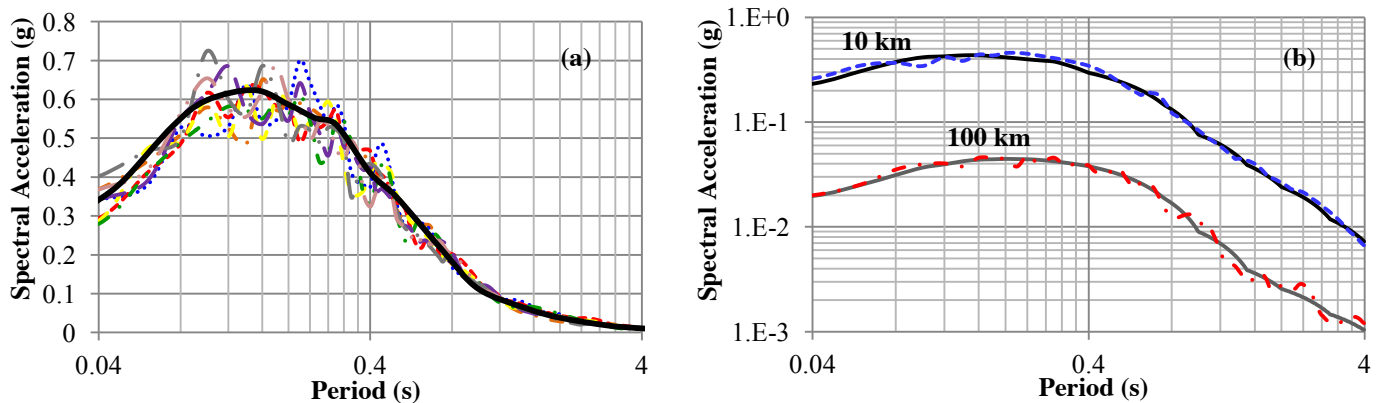 Spectral Acceleration (g)
0.8
0.7
0.6
0.5
0.4
0.3
0.2
0.1
0
(a)
0.04
0.4
4
Period (s)
Spectral Acceleration (g)
1.E+0
1.E-1
1.E-2
1.E-3
10 km
(b)
100 km
0.04
0.4
4
Period (s)